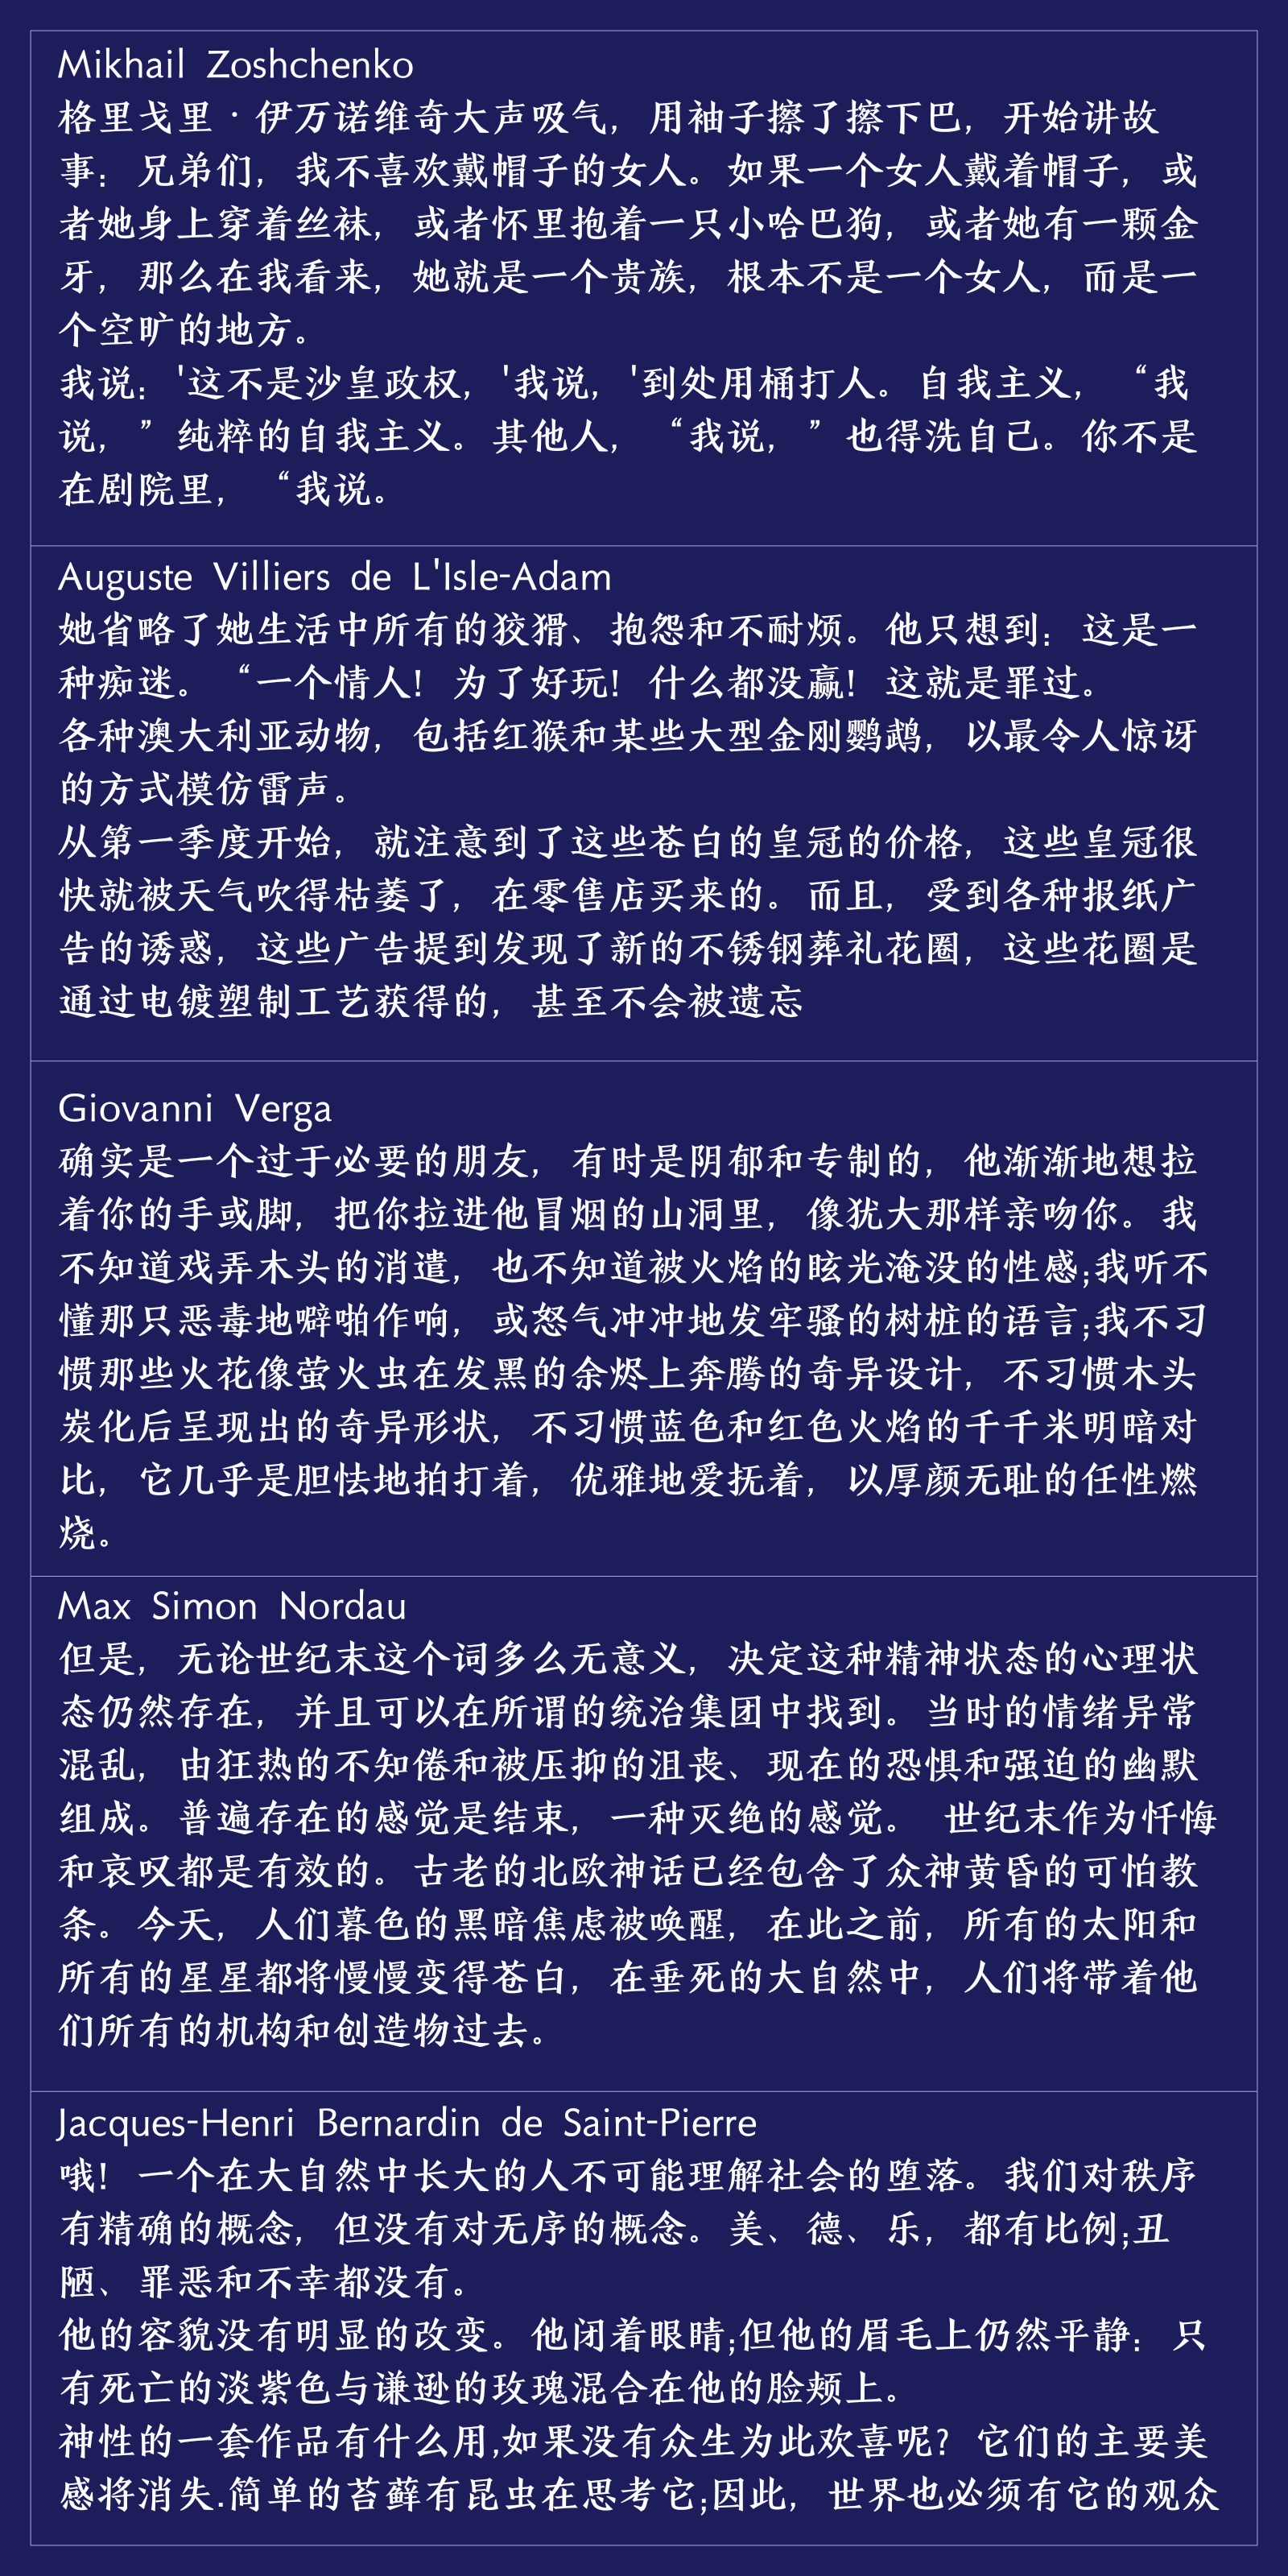 Mikhail Zoshchenko
格里戈里·伊万诺维奇大声吸气，用袖子擦了擦下巴，开始讲故
事：兄弟们，我不喜欢戴帽子的女人。如果一个女人戴着帽子，或
者她身上穿着丝袜，或者怀里抱着一只小哈巴狗，或者她有一颗金
牙，那么在我看来，她就是一个贵族，根本不是一个女人，而是一
个空旷的地方。
我说：'这不是沙皇政权，'我说，'到处用桶打人。自我主义，“我
说，”纯粹的自我主义。其他人，“我说，”也得洗自己。你不是
在剧院里，“我说。
Auguste Villiers de L'Isle-Adam
她省略了她生活中所有的狡猾、抱怨和不耐烦。他只想到：这是一
种痴迷。“一个情人！为了好玩！什么都没赢！这就是罪过。
各种澳大利亚动物，包括红猴和某些大型金刚鹦鹉，以最令人惊讶
的方式模仿雷声。
从第一季度开始，就注意到了这些苍白的皇冠的价格，这些皇冠很
快就被天气吹得枯萎了，在零售店买来的。而且，受到各种报纸广
告的诱惑，这些广告提到发现了新的不锈钢葬礼花圈，这些花圈是
通过电镀塑制工艺获得的，甚至不会被遗忘
Giovanni Verga
确实是一个过于必要的朋友，有时是阴郁和专制的，他渐渐地想拉
着你的手或脚，把你拉进他冒烟的山洞里，像犹大那样亲吻你。我
不知道戏弄木头的消遣，也不知道被火焰的眩光淹没的性感;我听不
懂那只恶毒地噼啪作响，或怒气冲冲地发牢骚的树桩的语言;我不习
惯那些火花像萤火虫在发黑的余烬上奔腾的奇异设计，不习惯木头
炭化后呈现出的奇异形状，不习惯蓝色和红色火焰的千千米明暗对
比，它几乎是胆怯地拍打着，优雅地爱抚着，以厚颜无耻的任性燃
烧。
Max Simon Nordau
但是，无论世纪末这个词多么无意义，决定这种精神状态的心理状
态仍然存在，并且可以在所谓的统治集团中找到。当时的情绪异常
混乱，由狂热的不知倦和被压抑的沮丧、现在的恐惧和强迫的幽默
组成。普遍存在的感觉是结束，一种灭绝的感觉。 世纪末作为忏悔
和哀叹都是有效的。古老的北欧神话已经包含了众神黄昏的可怕教
条。今天，人们暮色的黑暗焦虑被唤醒，在此之前，所有的太阳和
所有的星星都将慢慢变得苍白，在垂死的大自然中，人们将带着他
们所有的机构和创造物过去。
Jacques-Henri Bernardin de Saint-Pierre
哦！一个在大自然中长大的人不可能理解社会的堕落。我们对秩序
有精确的概念，但没有对无序的概念。美、德、乐，都有比例;丑
陋、罪恶和不幸都没有。
他的容貌没有明显的改变。他闭着眼睛;但他的眉毛上仍然平静：只
有死亡的淡紫色与谦逊的玫瑰混合在他的脸颊上。
神性的一套作品有什么用,如果没有众生为此欢喜呢？它们的主要美
感将消失.简单的苔藓有昆虫在思考它;因此，世界也必须有它的观众